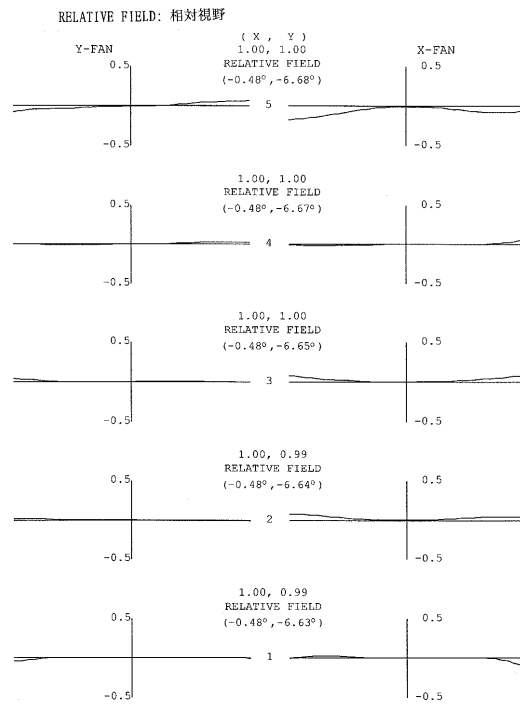 RELATIVE FIELD: 相対視野
( X , Y )
Y-FAN 1.00, 1.00 X-FAN
0.5 RELATIVE FIELD 0.5
(-0.48°,-6.68°)
5
-0.5 -0.5
1.00, 1.00
RELATIVE FIELD
0.5 (-0.48°,-6.67°) 0.5
4
-0.5 -0.5
1.00, 1.00
RELATIVE FIELD
0.5 (-0.48°,-6.65°) 0.5
3
-0.5 -0.5
1.00, 0.99
RELATIVE FIELD
0.5 (-0.48°,-6.64°) 0.5
2
-0.5 -0.5
1.00, 0.99
RELATIVE FIELD
0.5 (-0.48°,-6.63°) 0.5
1
-0.5 -0.5